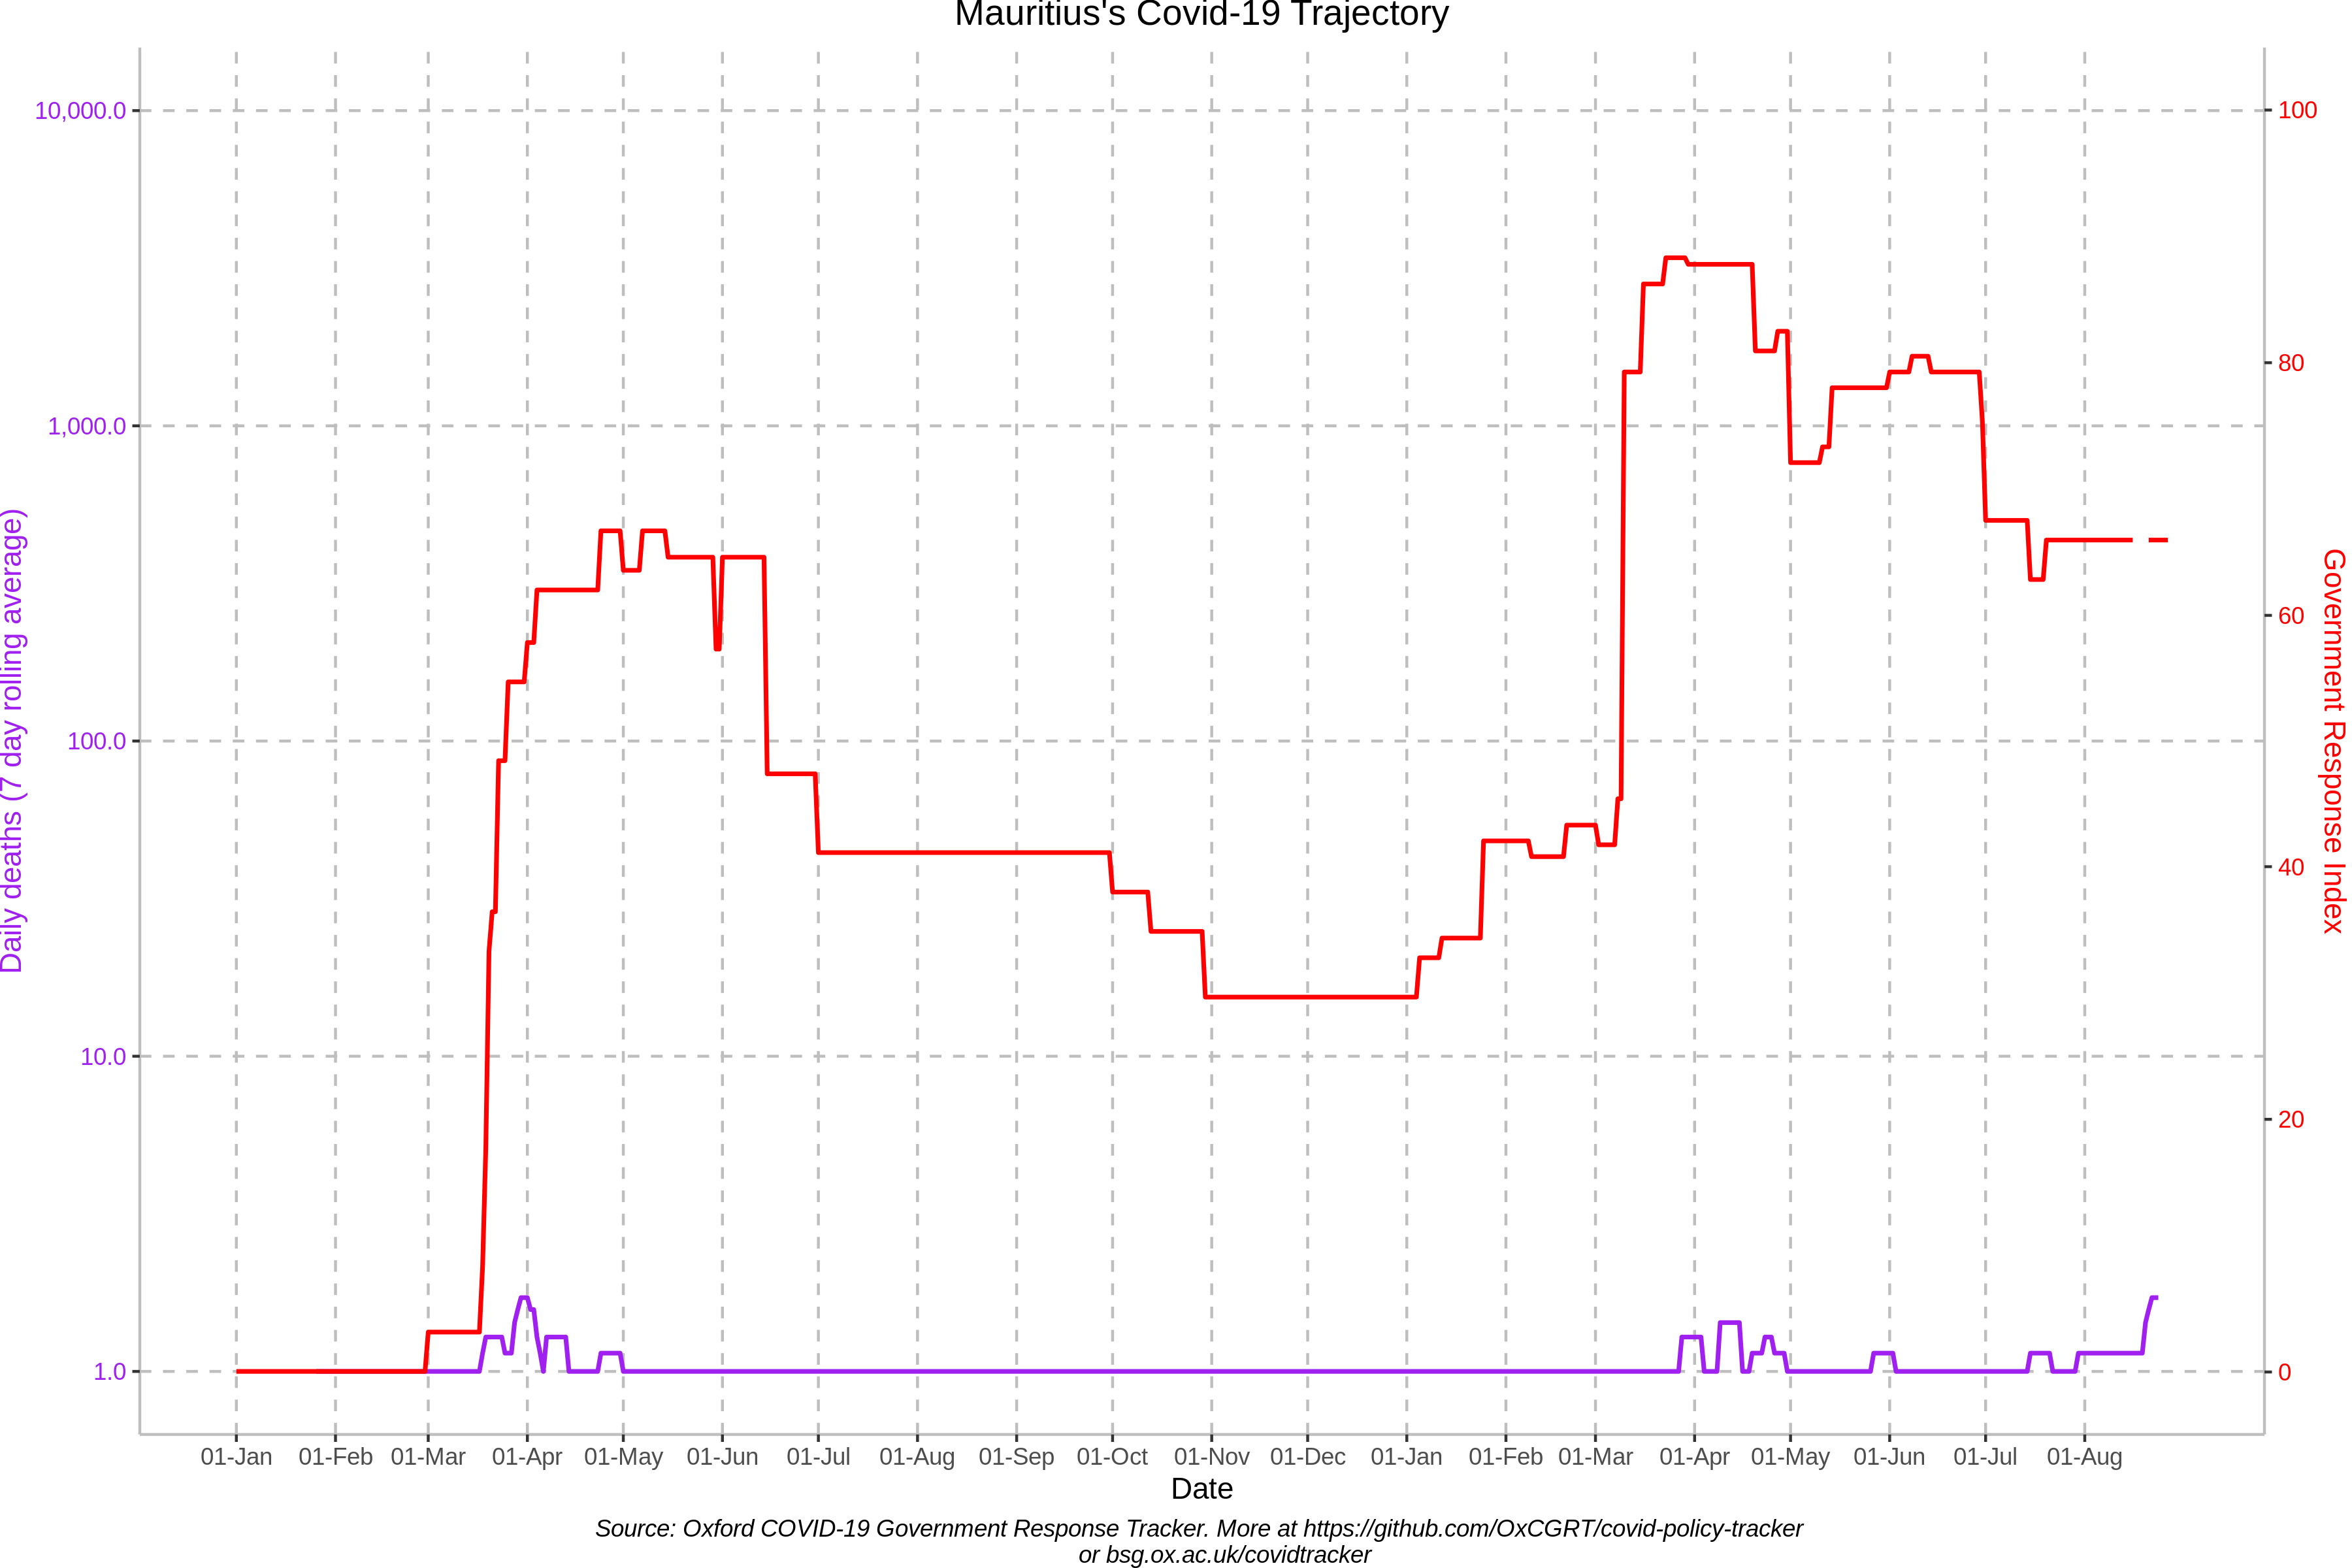 Mauritius's Covid-19 Trajectory
10,000.0
1,000.0
100.0
10.0
1.0
Daily deaths (7 day rolling average)
100
80
60
40
20
0
Government Response Index
01-Jan 01-Feb 01-Mar 01-Apr 01-May 01-Jun 01-Jul 01-Aug 01-Sep 01-Oct 01-Nov 01-Dec 01-Jan 01-Feb 01-Mar 01-Apr 01-May 01-Jun 01-Jul 01-Aug
Date
Source: Oxford COVID-19 Government Response Tracker. More at https://github.com/OxCGRT/covid-policy-tracker
or bsg.ox.ac.uk/covidtracker